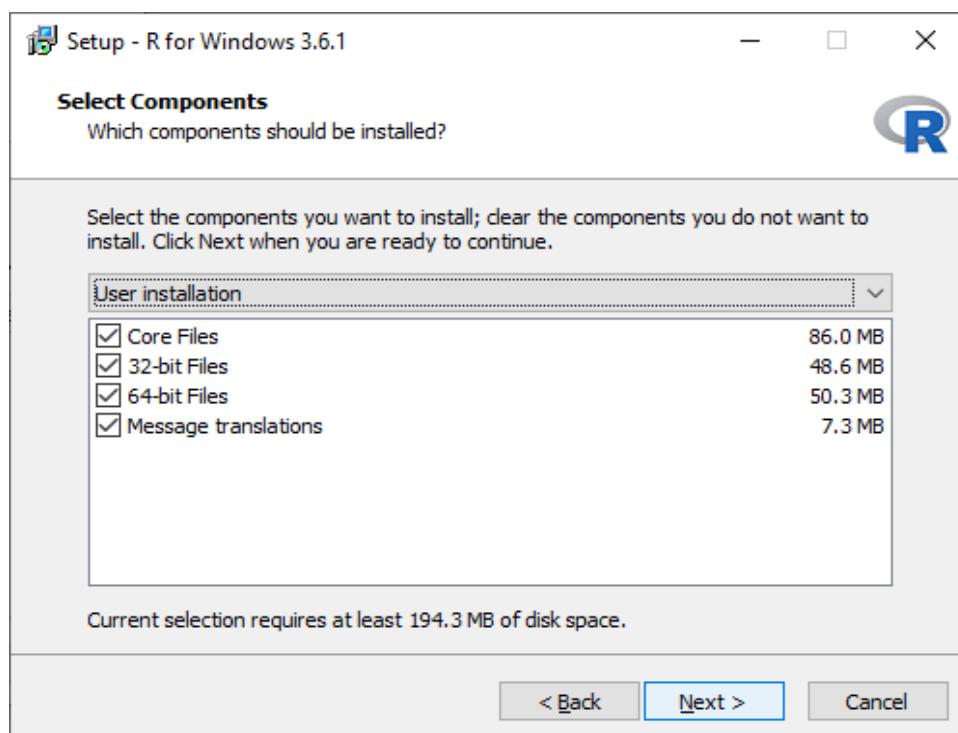 Setup - R for Windows 3.6.1
Select Components
Which components should be installed?
R
Select the components you want to install; clear the components you do not want to
install. Click Next when you are ready to continue.
User installation
Core Files 86.0 MB
32-bit Files 48.6 MB
64-bit Files 50.3 MB
Message translations 7.3 MB
Current selection requires at least 194.3 MB of disk space.
< Back Next > Cancel